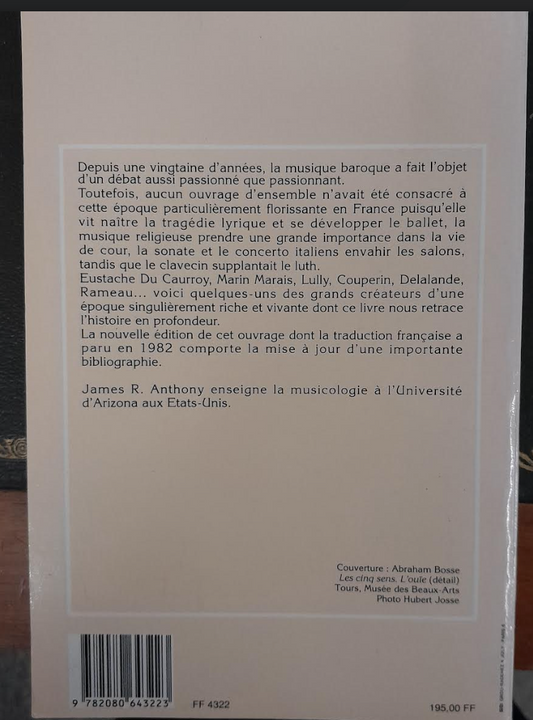 Depuis une vingtaine d'années, la musique baroque a fait l'objet
d'un débat aussi passionné que passionnant.
Toutefois, aucun ouvrage d'ensemble n'avait été consacré à
cette époque particulièrement florissante en France puisqu'elle
vit naître la tragédie lyrique et se développer le ballet, la
musique religieuse prendre une grande importance dans la vie
de cour, la sonate et le concerto italiens envahir les salons,
tandis que le clavecin supplantait le luth.
Eustache Du Caurroy, Marin Marais, Lully, Couperin, Delalande,
Rameau... voici quelques-uns des grands créateurs d'une
époque singulièrement riche et vivante dont ce livre nous retrace
l'histoire en profondeur.
La nouvelle édition de cet ouvrage dont la traduction française a
paru en 1982 comporte la mise à jour d'une importante
bibliographie.
James R. Anthony enseigne la musicologie à l'Université
d'Arizona aux Etats-Unis.
Couverture : Abraham Bosse
Les cinq sens. L'ouïe (détail)
Tours, Musée des Beaux-Arts
Photo Hubert Josse
9 782080 643223
FF 4322
195,00 FF